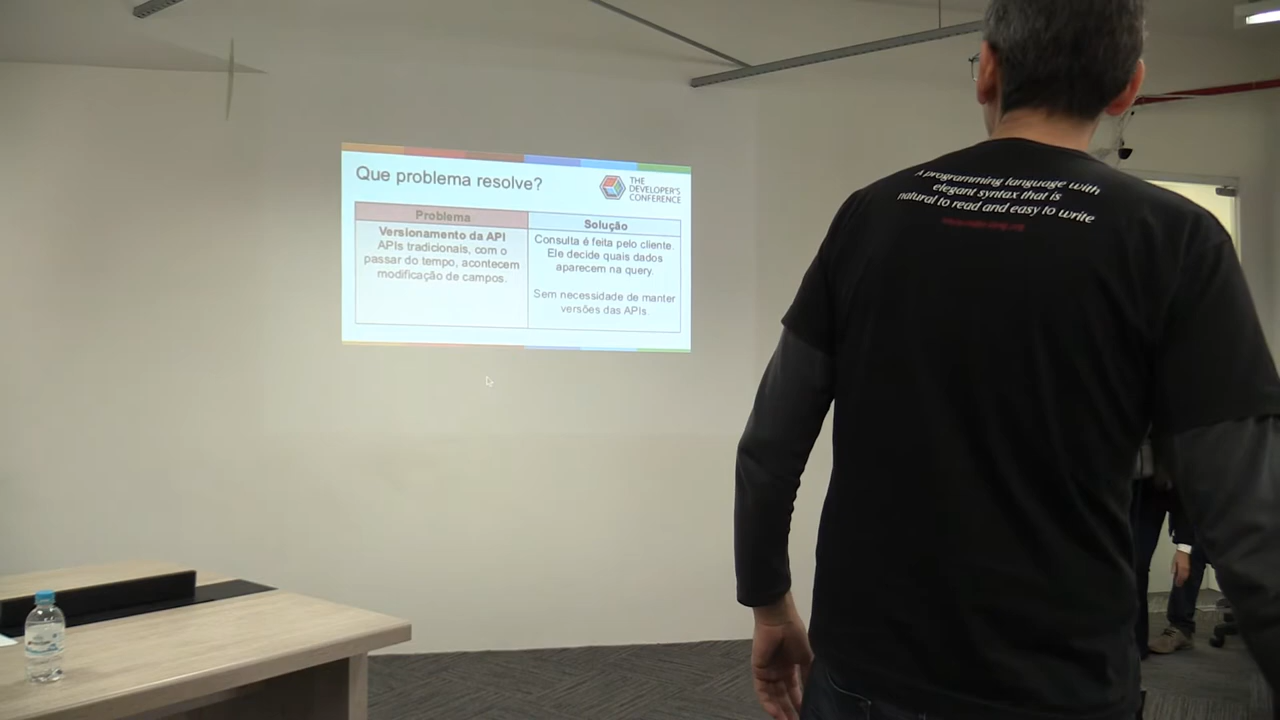 Que problema resolve?
THE
DEVELOPER'S
CONFERENCE
Problema
Versionamento da API
APIs tradicionais, com o
passar do tempo, acontecem
modificação de campos.
Solução
Consulta é feita pelo cliente.
Ele decide quais dados
aparecem na query.
Sem necessidade de manter
versões das APIs.
A programming language with
elegant syntax that is
natural to read and easy to write